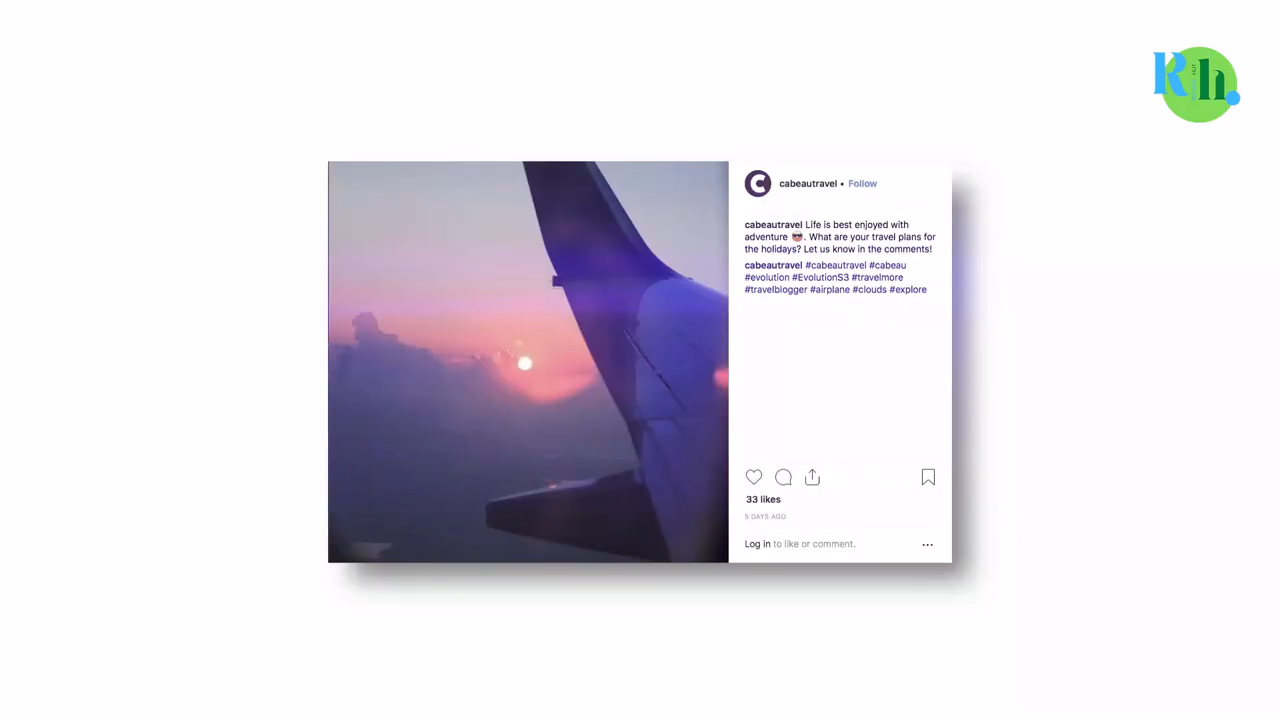 Rh.
HUT
C
cabeautravel • Follow
cabeautravel Life is best enjoyed with
adventure 😎. What are your travel plans for
the holidays? Let us know in the comments!
cabeautravel #cabeautravel #cabeau
#evolution #EvolutionS3 #travelmore
#travelblogger #airplane #clouds #explore
33 likes
5 DAYS AGO
Log in to like or comment.